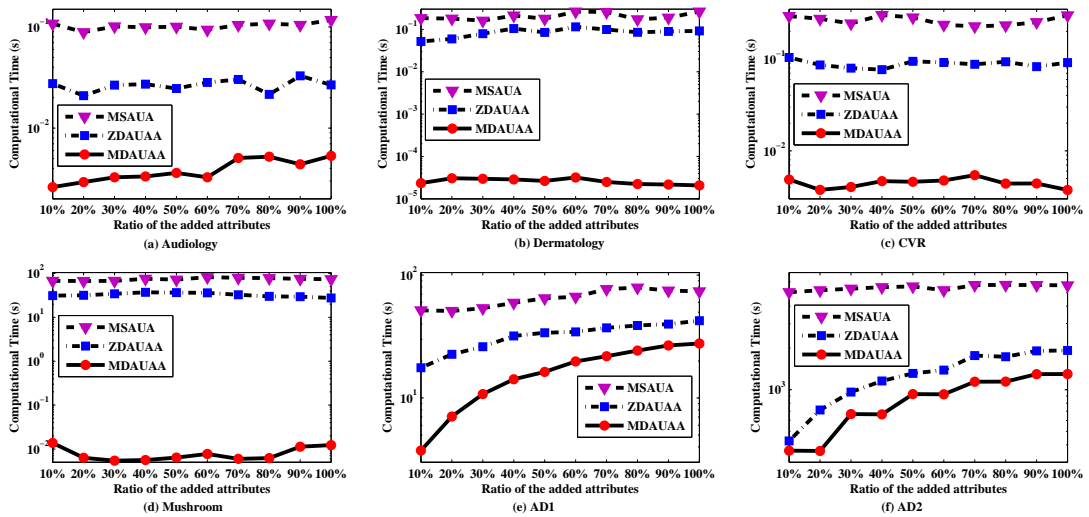 Computational Time (s)
10^-1
10^-2
MSAUA
ZDAUAA
MDAUAA
10% 20% 30% 40% 50% 60% 70% 80% 90% 100%
Ratio of the added attributes
(a) Audiology
Computational Time (s)
10^-1
10^-1
10^-2
10^-3
10^-4
10^-5
MSAUA
ZDAUAA
MDAUAA
10% 20% 30% 40% 50% 60% 70% 80% 90% 100%
Ratio of the added attributes
(b) Dermatology
Computational Time (s)
10^-1
10^-2
MSAUA
ZDAUAA
MDAUAA
10% 20% 30% 40% 50% 60% 70% 80% 90% 100%
Ratio of the added attributes
(c) CVR
Computational Time (s)
10^2
10^1
10^0
10^-1
10^-2
MSAUA
ZDAUAA
MDAUAA
10% 20% 30% 40% 50% 60% 70% 80% 90% 100%
Ratio of the added attributes
(d) Mushroom
Computational Time (s)
10^2
10^1
MSAUA
ZDAUAA
MDAUAA
10% 20% 30% 40% 50% 60% 70% 80% 90% 100%
Ratio of the added attributes
(e) AD1
Computational Time (s)
10^3
MSAUA
ZDAUAA
MDAUAA
10% 20% 30% 40% 50% 60% 70% 80% 90% 100%
Ratio of the added attributes
(f) AD2